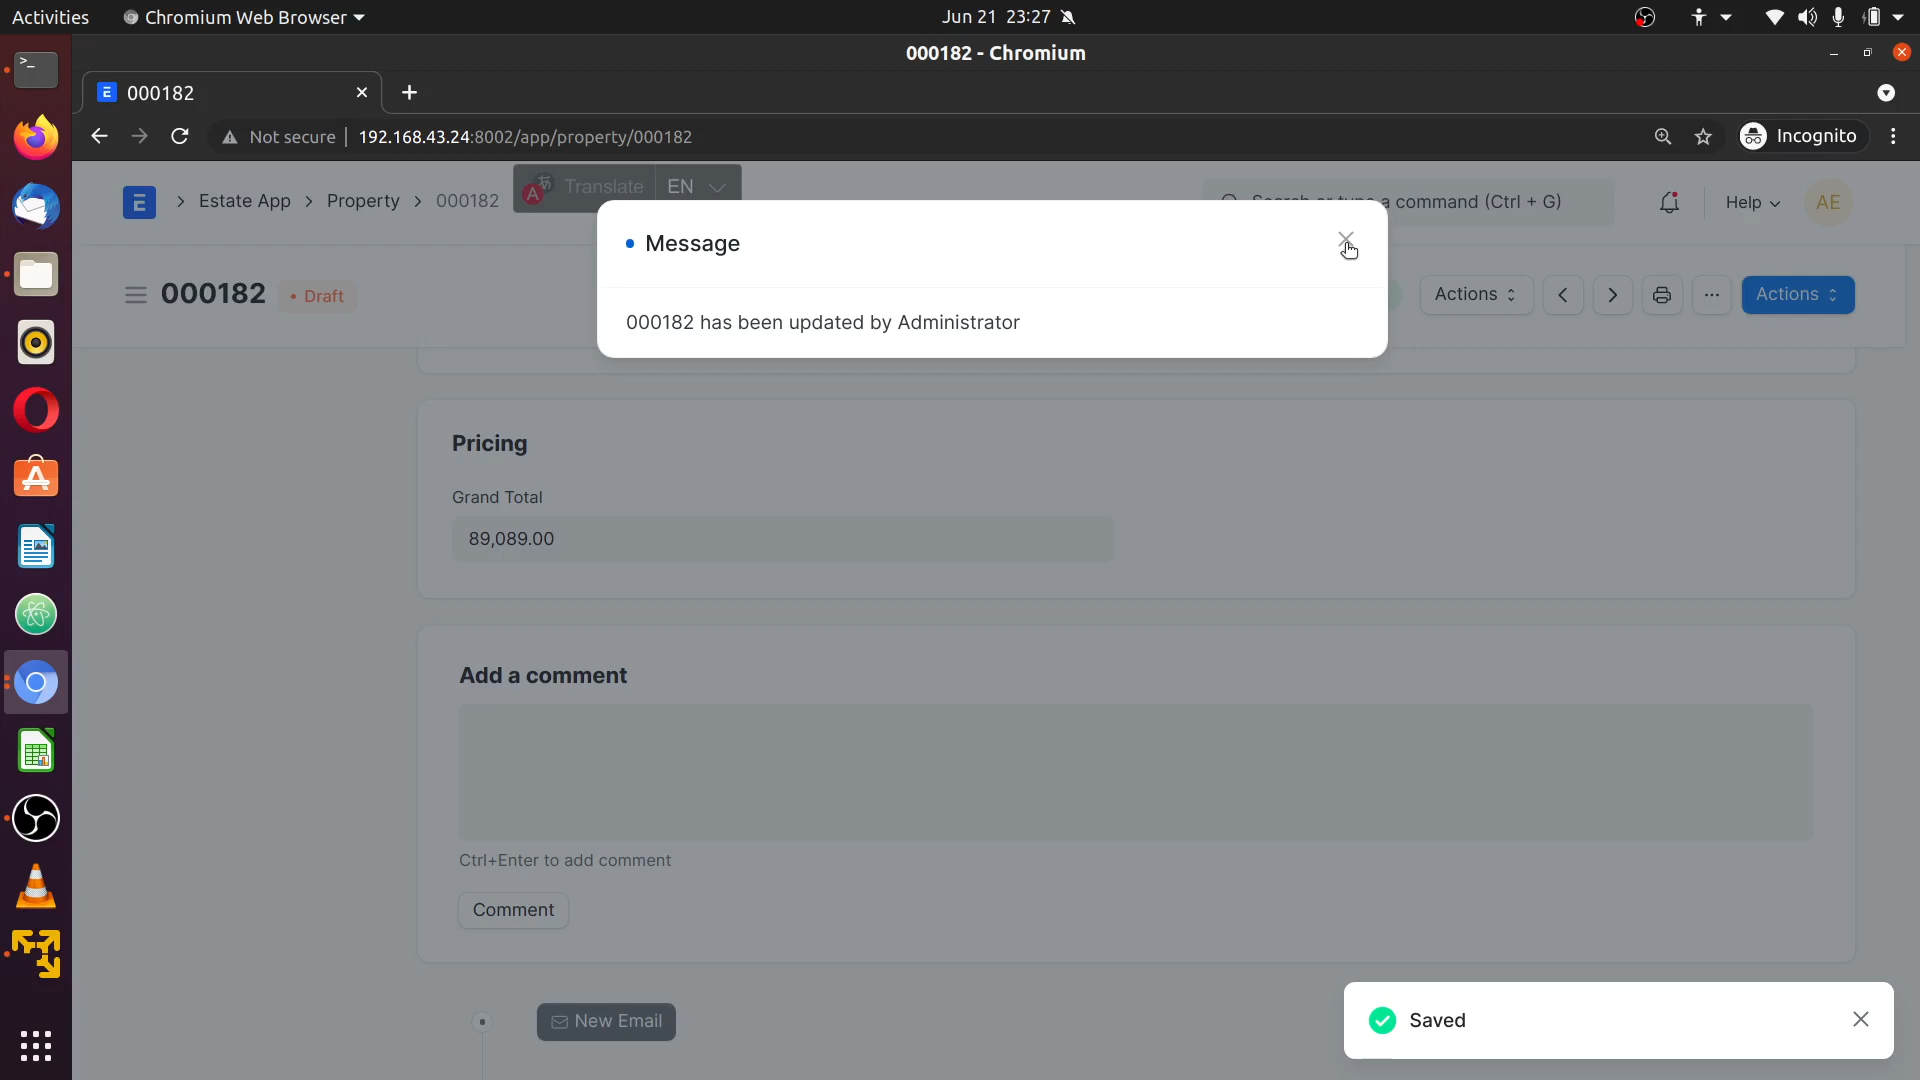 Activities
Chromium Web Browser
Jun 21 23:27
000182 - Chromium
E
000182
Not secure
192.168.43.24:8002/app/property/000182
Incognito
E
Estate App
Property
000182
Translate
EN
Search or type a command (Ctrl + G)
Help
AE
Message
000182
Draft
Actions
Actions
000182 has been updated by Administrator
Pricing
Grand Total
89,089.00
Add a comment
Ctrl+Enter to add comment
Comment
New Email
Saved